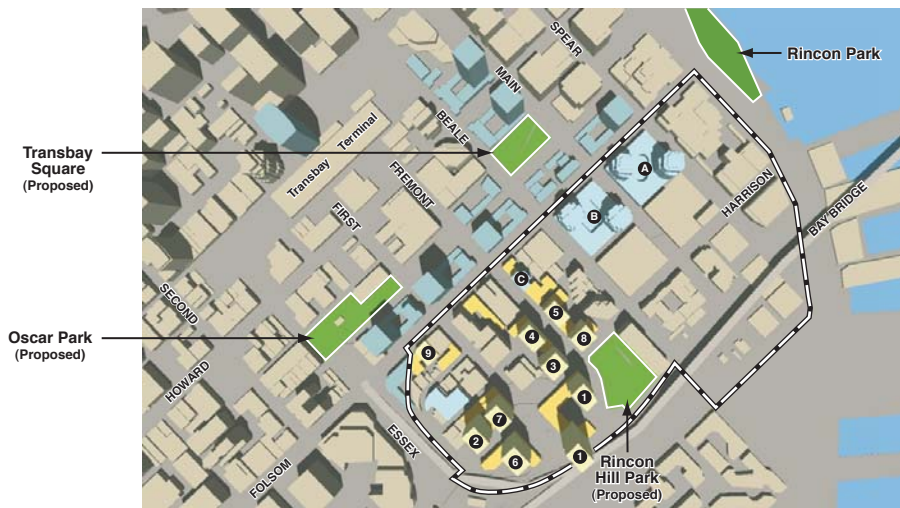 SPEAR
MAIN
BEALE
Rincon Park
Transbay
Square
(Proposed)
Transbay Terminal
FREMONT
FIRST
A
B
HARRISON
BAY BRIDGE
SECOND
C
5
4
8
3
Oscar Park
(Proposed)
9
HOWARD
1
7
2
ESSEX
6
1
Rincon
Hill Park
(Proposed)
FOLSOM